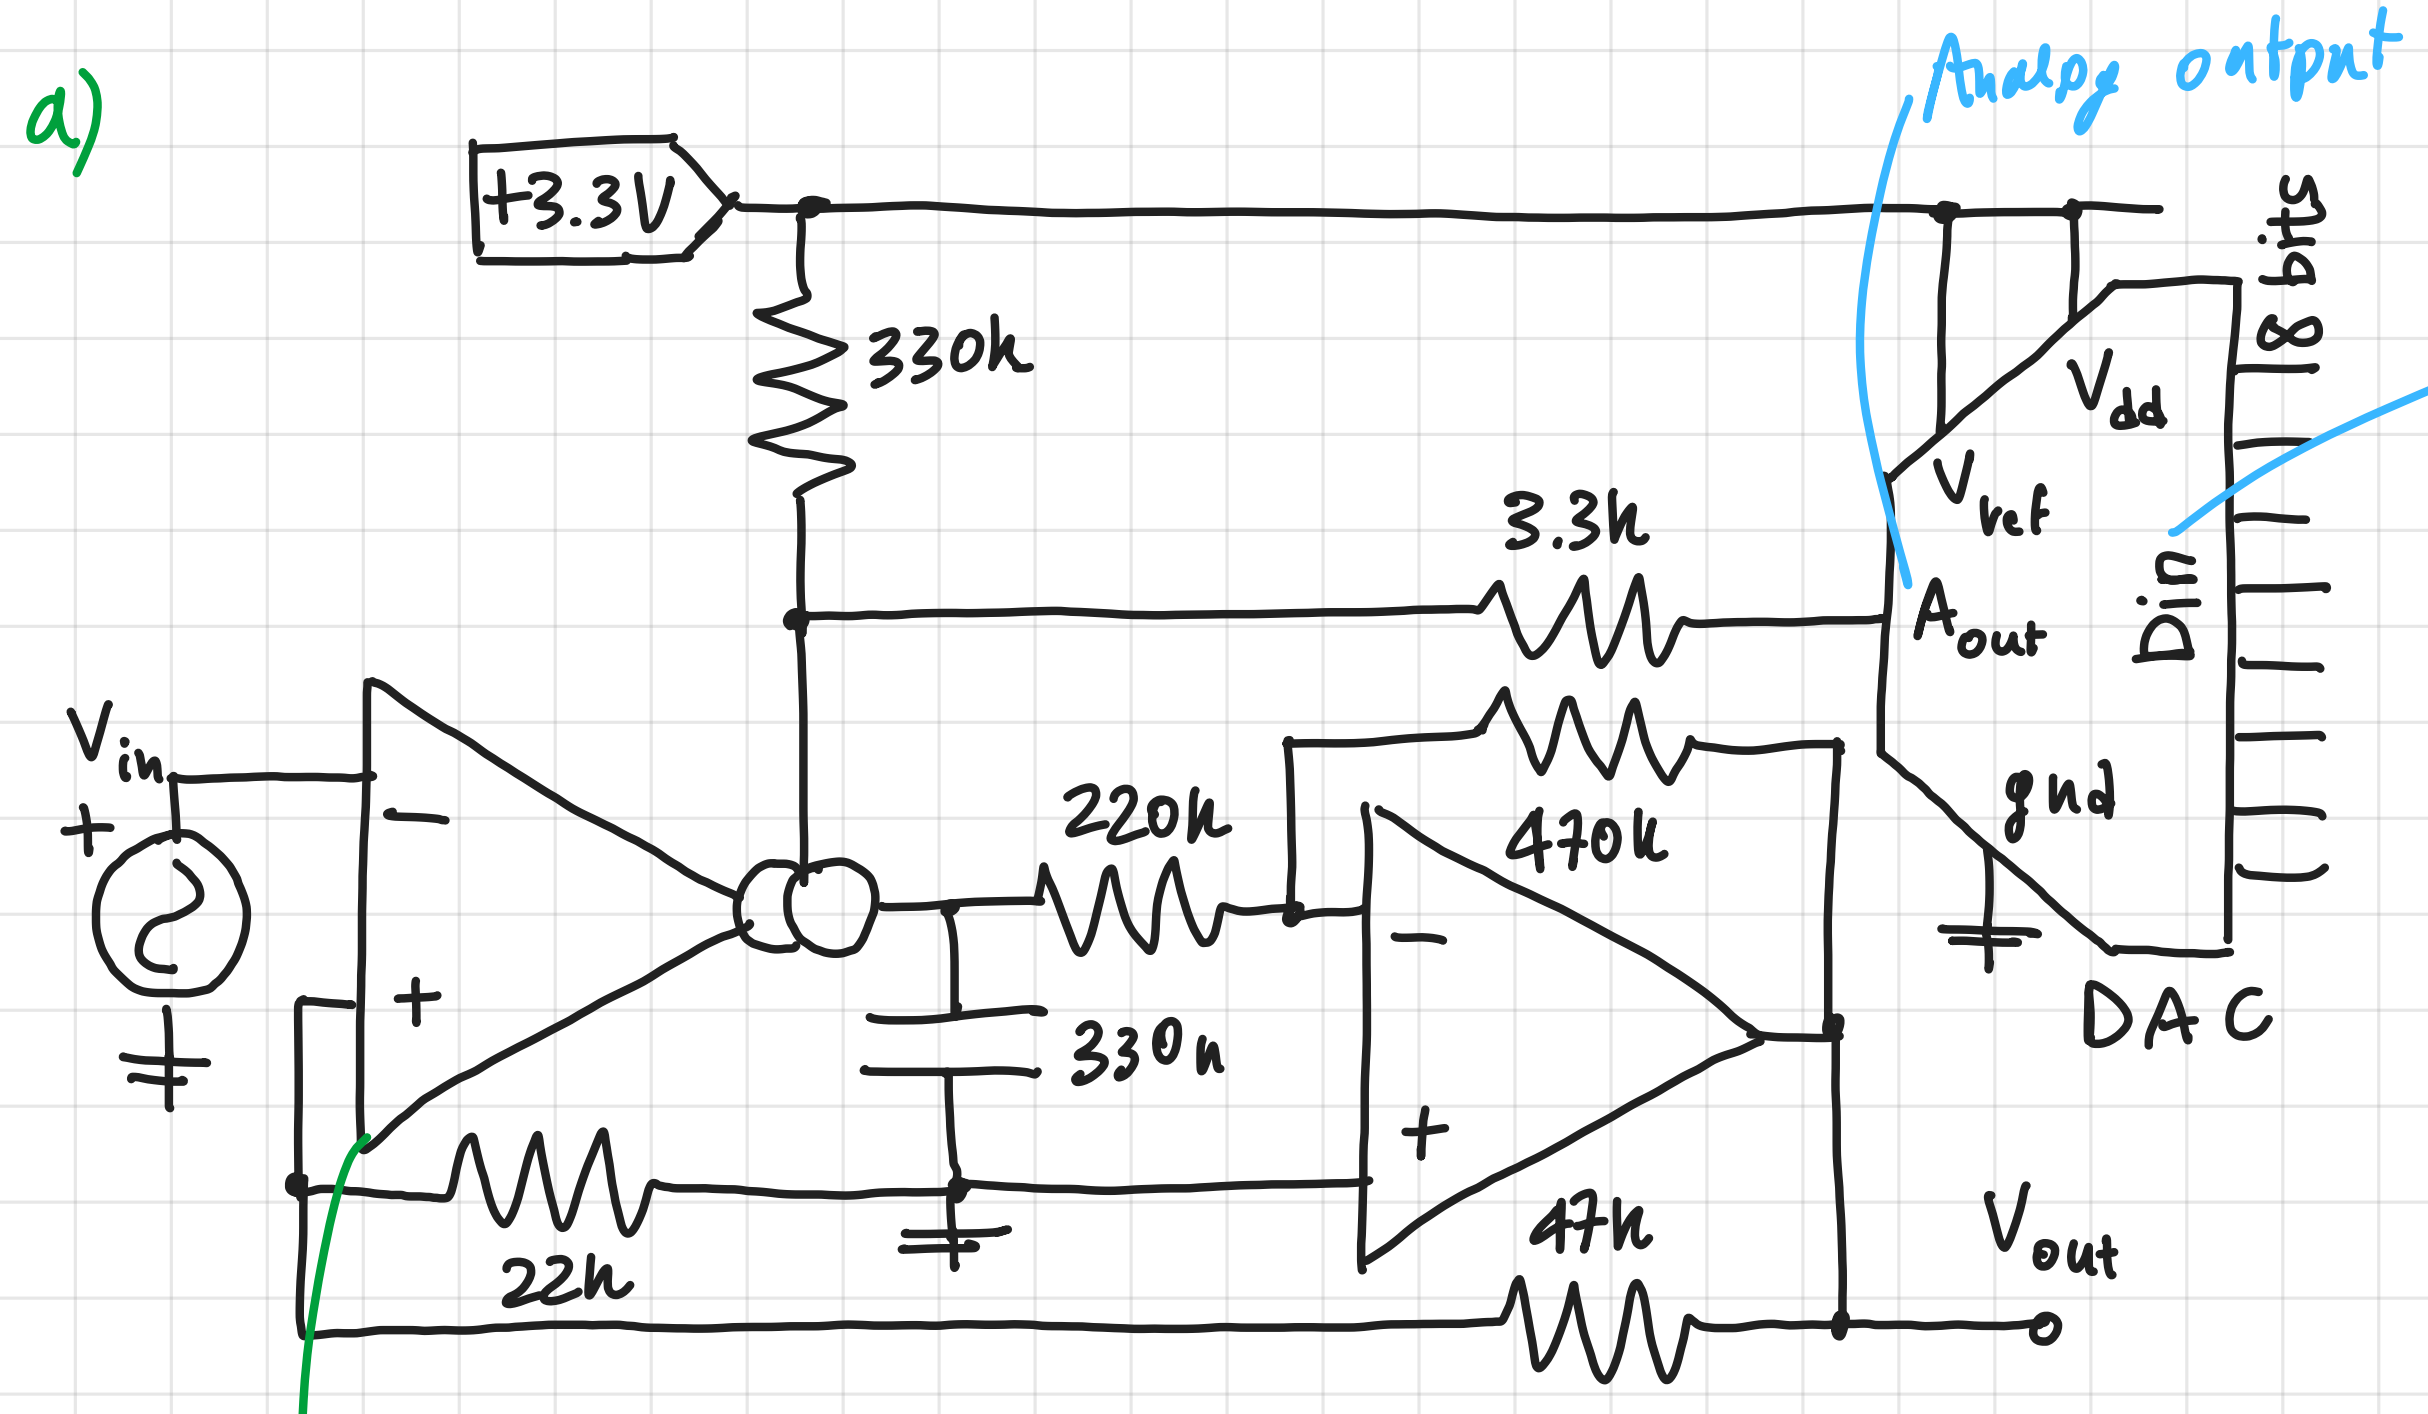 a)
Analog output
+3.3V
8 bits
330k
Vdd
Vref
3.3k
Aout
Din
Vin
+
-
470k
gnd
220k
-
+
DAC
330n
+
22k
47k
Vout